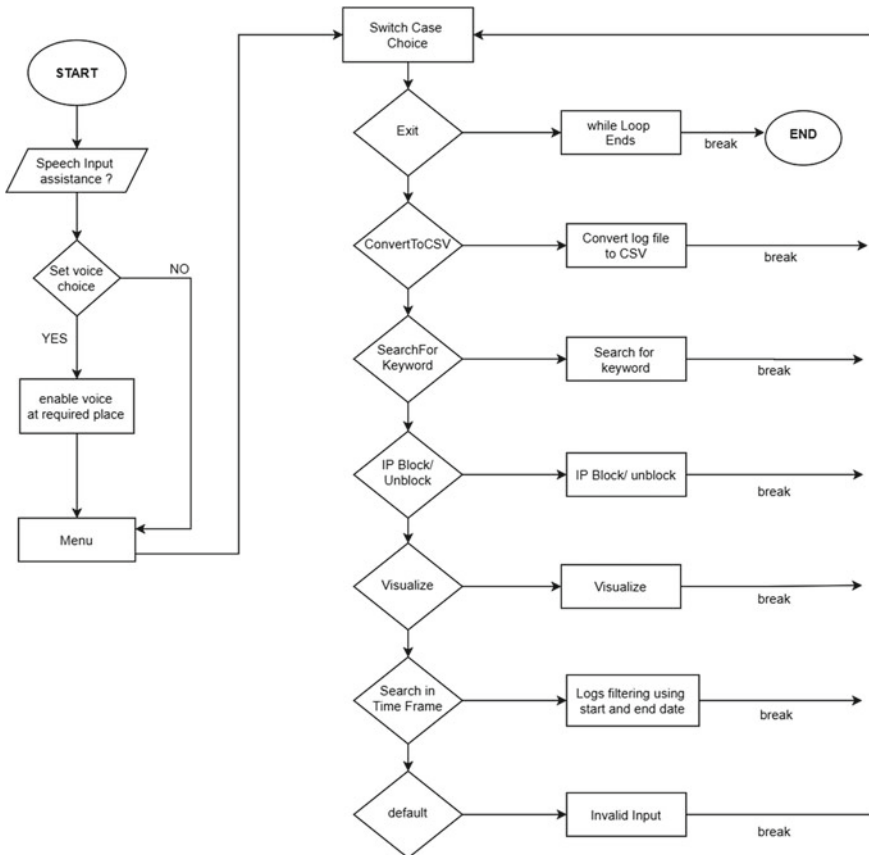 START
Speech Input
assistance ?
Set voice
choice
NO
YES
enable voice
at required place
Menu
Switch Case
Choice
Exit
while Loop
Ends
break
END
ConvertToCSV
Convert log file
to CSV
break
SearchFor
Keyword
Search for
keyword
break
IP Block/
Unblock
IP Block/ unblock
break
Visualize
Visualize
break
Search in
Time Frame
Logs filtering using
start and end date
break
default
Invalid Input
break